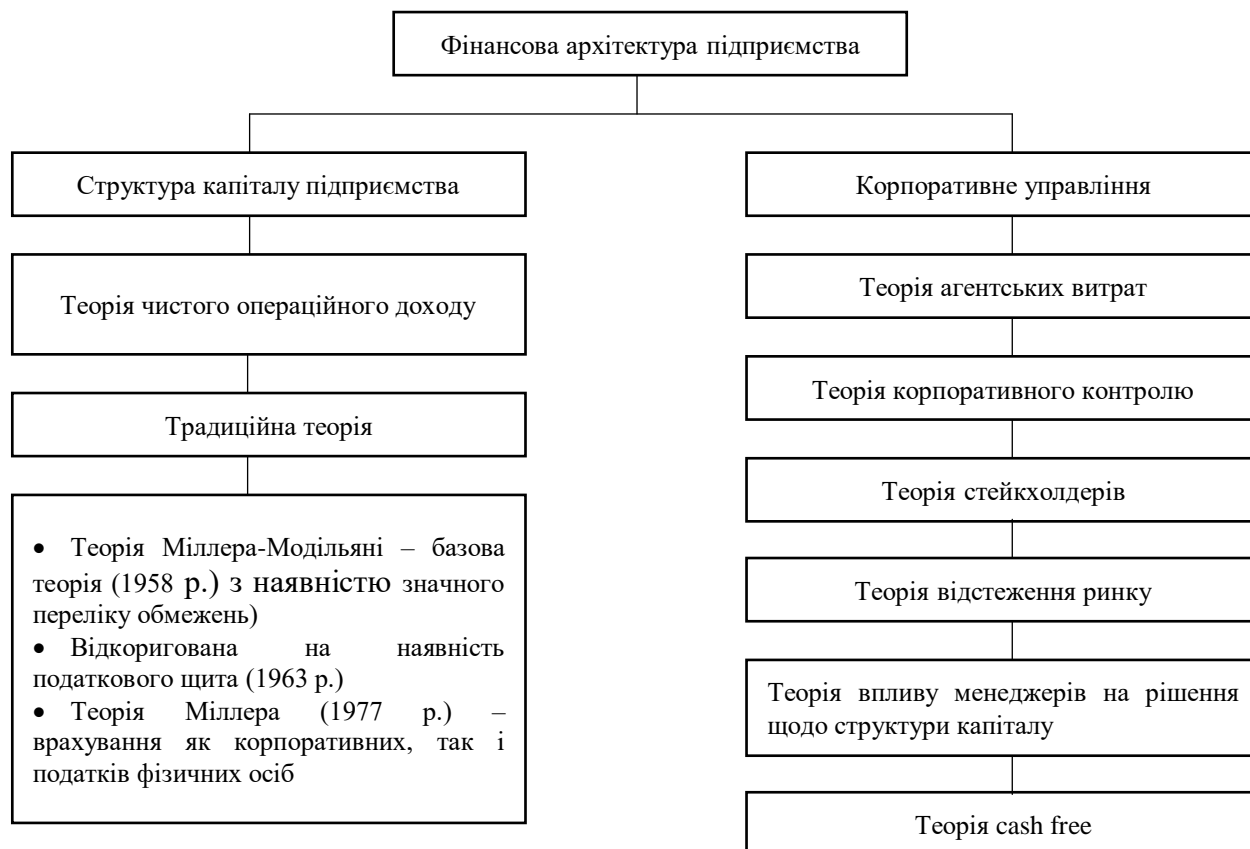 Фінансова архітектура підприємства
Структура капіталу підприємства
Теорія чистого операційного доходу
Традиційна теорія
• Теорія Міллера-Модільяні – базова
теорія (1958 р.) з наявністю значного
переліку обмежень)
• Відкоригована на наявність
податкового щита (1963 р.)
• Теорія Міллера (1977 р.) –
врахування як корпоративних, так і
податків фізичних осіб
Корпоративне управління
Теорія агентських витрат
Теорія корпоративного контролю
Теорія стейкхолдерів
Теорія відстеження ринку
Теорія впливу менеджерів на рішення
щодо структури капіталу
Теорія cash free